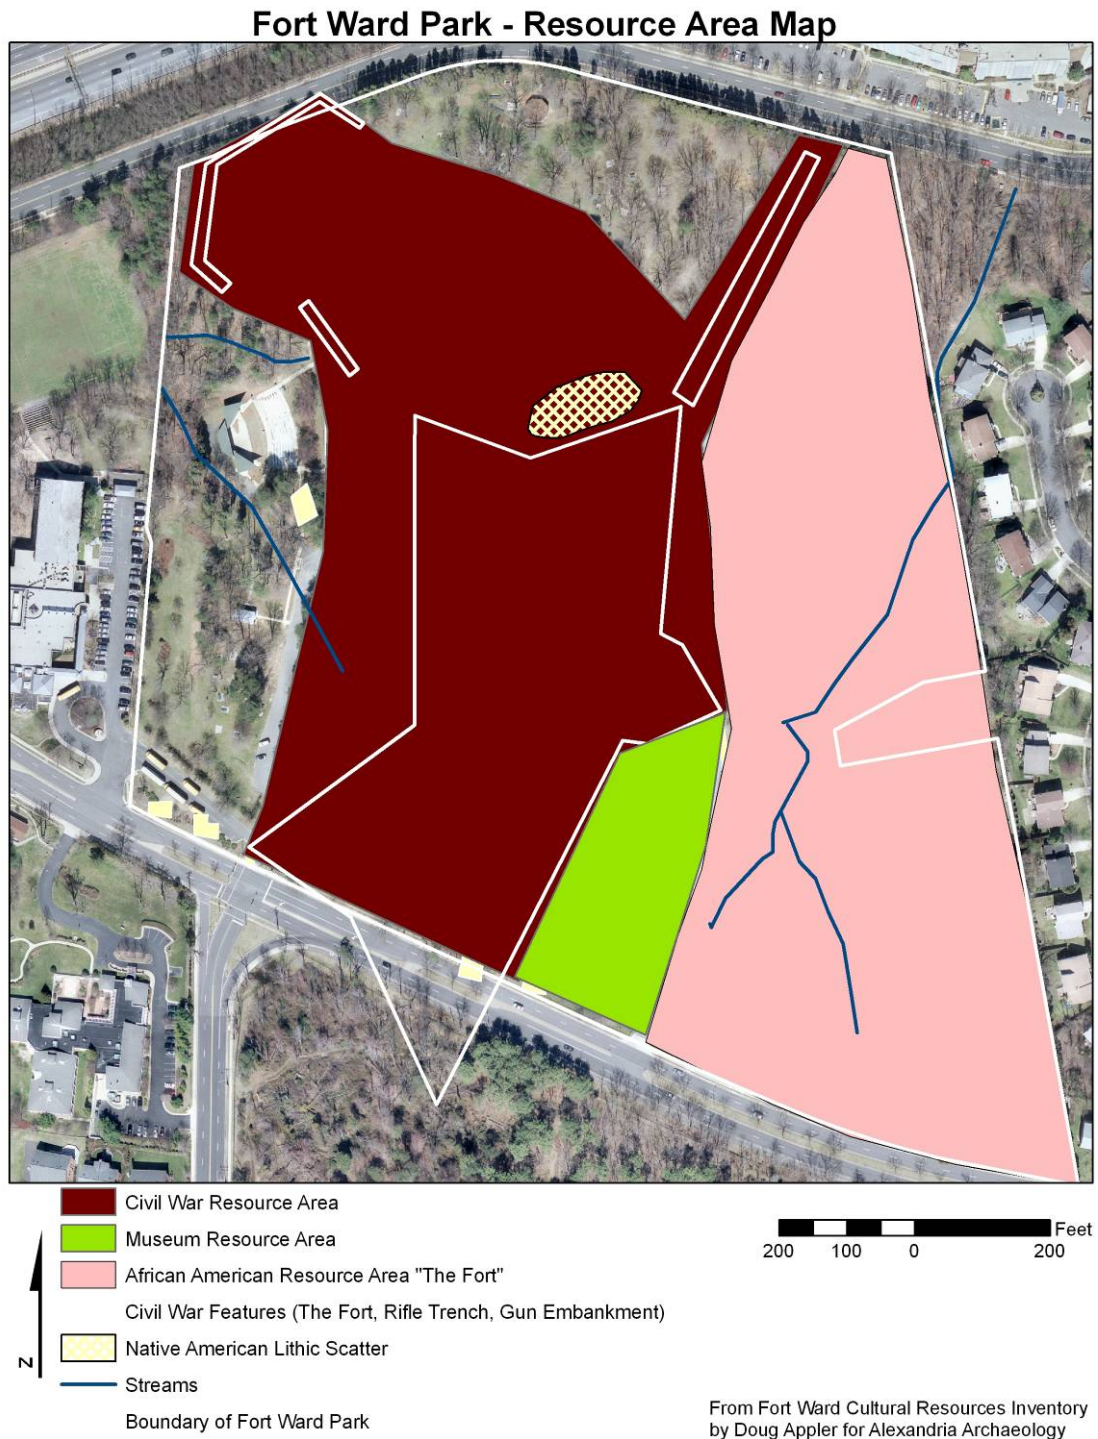 Fort Ward Park - Resource Area Map
Civil War Resource Area
Museum Resource Area
African American Resource Area "The Fort"
Civil War Features (The Fort, Rifle Trench, Gun Embankment)
Native American Lithic Scatter
Streams
Boundary of Fort Ward Park
N
Feet
200 100 0 200
From Fort Ward Cultural Resources Inventory
by Doug Appler for Alexandria Archaeology